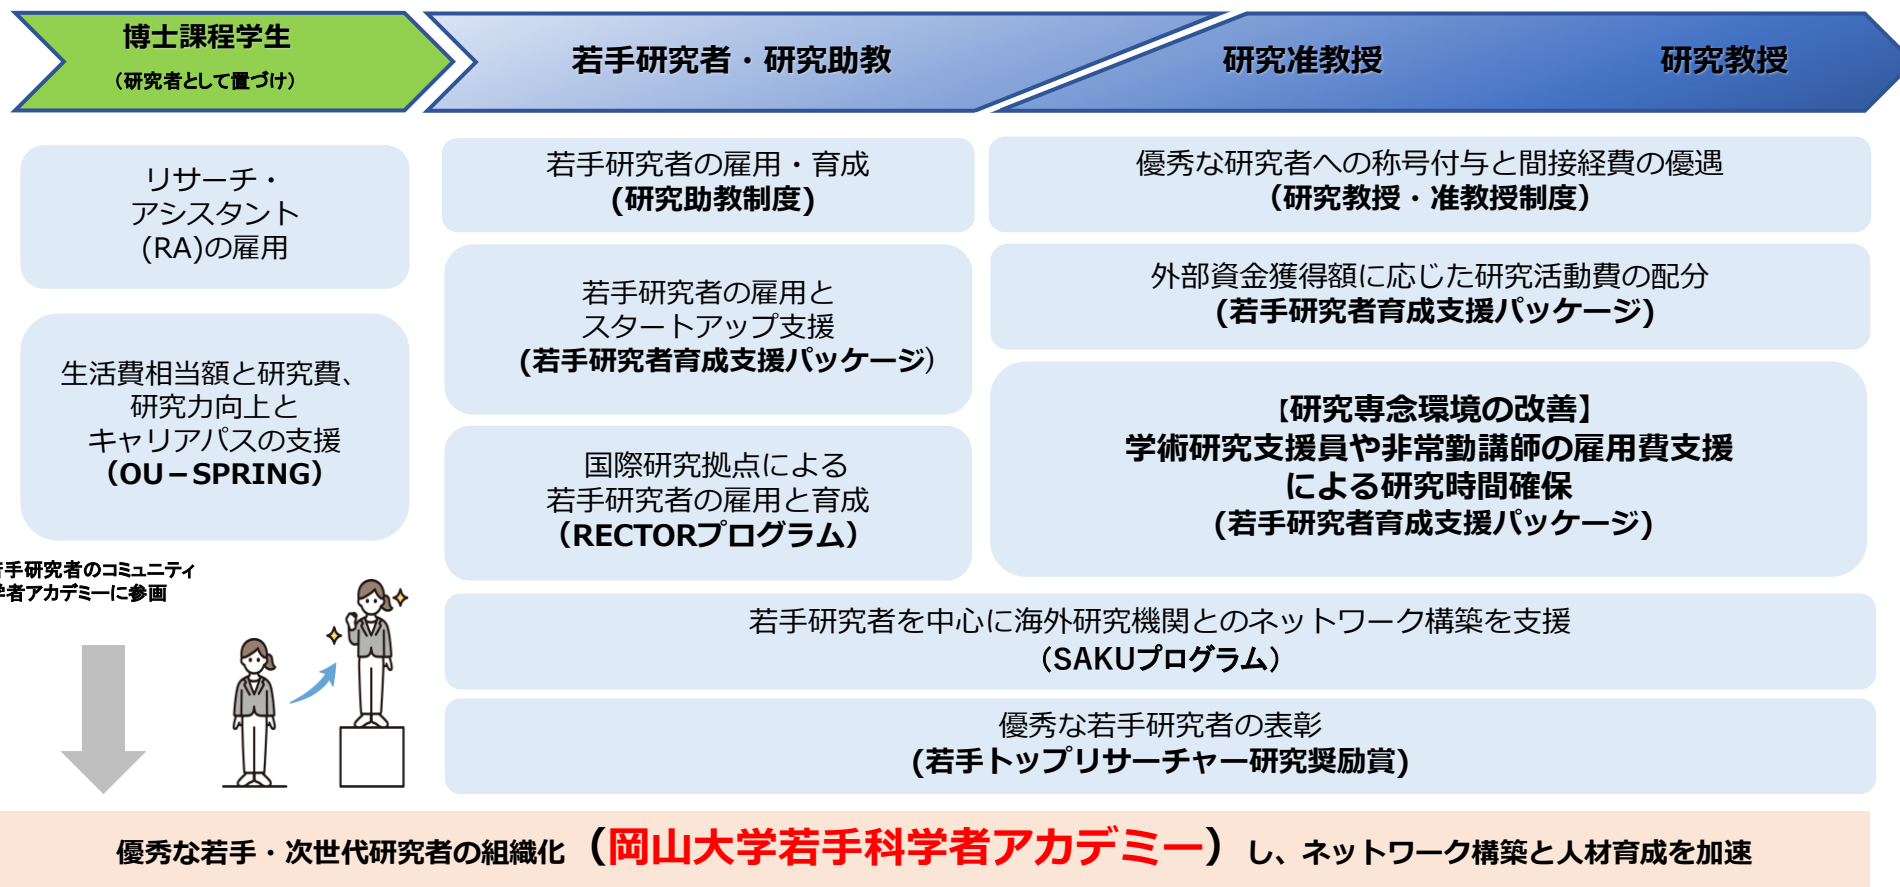 博士課程学生
（研究者として置づけ）
若手研究者・研究助教
研究准教授
研究教授
リサーチ・
アシスタント
(RA)の雇用
生活費相当額と研究費、
研究力向上と
キャリアパスの支援
（OU－SPRING）
若手研究者の雇用・育成
(研究助教制度)
若手研究者の雇用と
スタートアップ支援
(若手研究者育成支援パッケージ）
国際研究拠点による
若手研究者の雇用と育成
（RECTORプログラム）
優秀な研究者への称号付与と間接経費の優遇
（研究教授・准教授制度）
外部資金獲得額に応じた研究活動費の配分
(若手研究者育成支援パッケージ)
【研究専念環境の改善】
学術研究支援員や非常勤講師の雇用費支援
による研究時間確保
(若手研究者育成支援パッケージ)
手研究者のコミュニティ
者アカデミーに参画
若手研究者を中心に海外研究機関とのネットワーク構築を支援
（SAKUプログラム）
優秀な若手研究者の表彰
(若手トップリサーチャー研究奨励賞)
優秀な若手・次世代研究者の組織化（岡山大学若手科学者アカデミー）し、ネットワーク構築と人材育成を加速